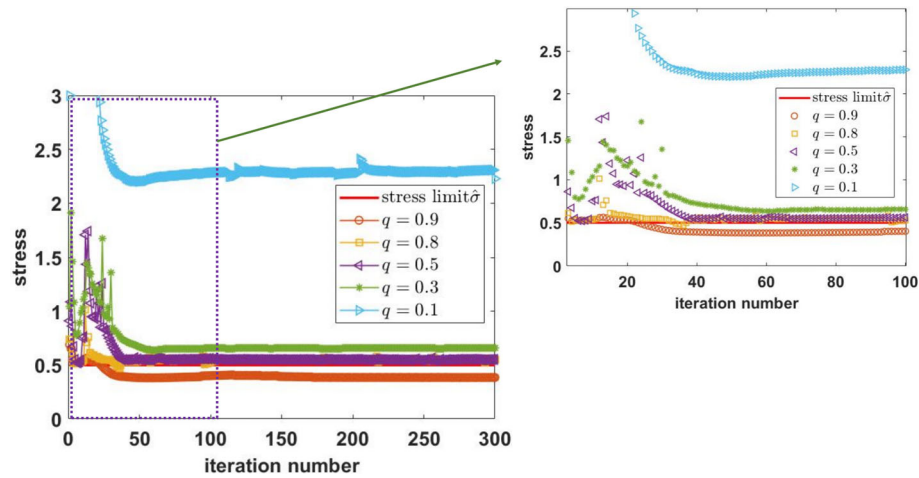 3
2.5
2
1.5
1
0.5
0
stress
0 50 100 150 200 250 300
iteration number
stress limit σ̂
q = 0.9
q = 0.8
q = 0.5
q = 0.3
q = 0.1
2.5
2
1.5
1
0.5
0
stress
20 40 60 80 100
iteration number
stress limit σ̂
q = 0.9
q = 0.8
q = 0.5
q = 0.3
q = 0.1